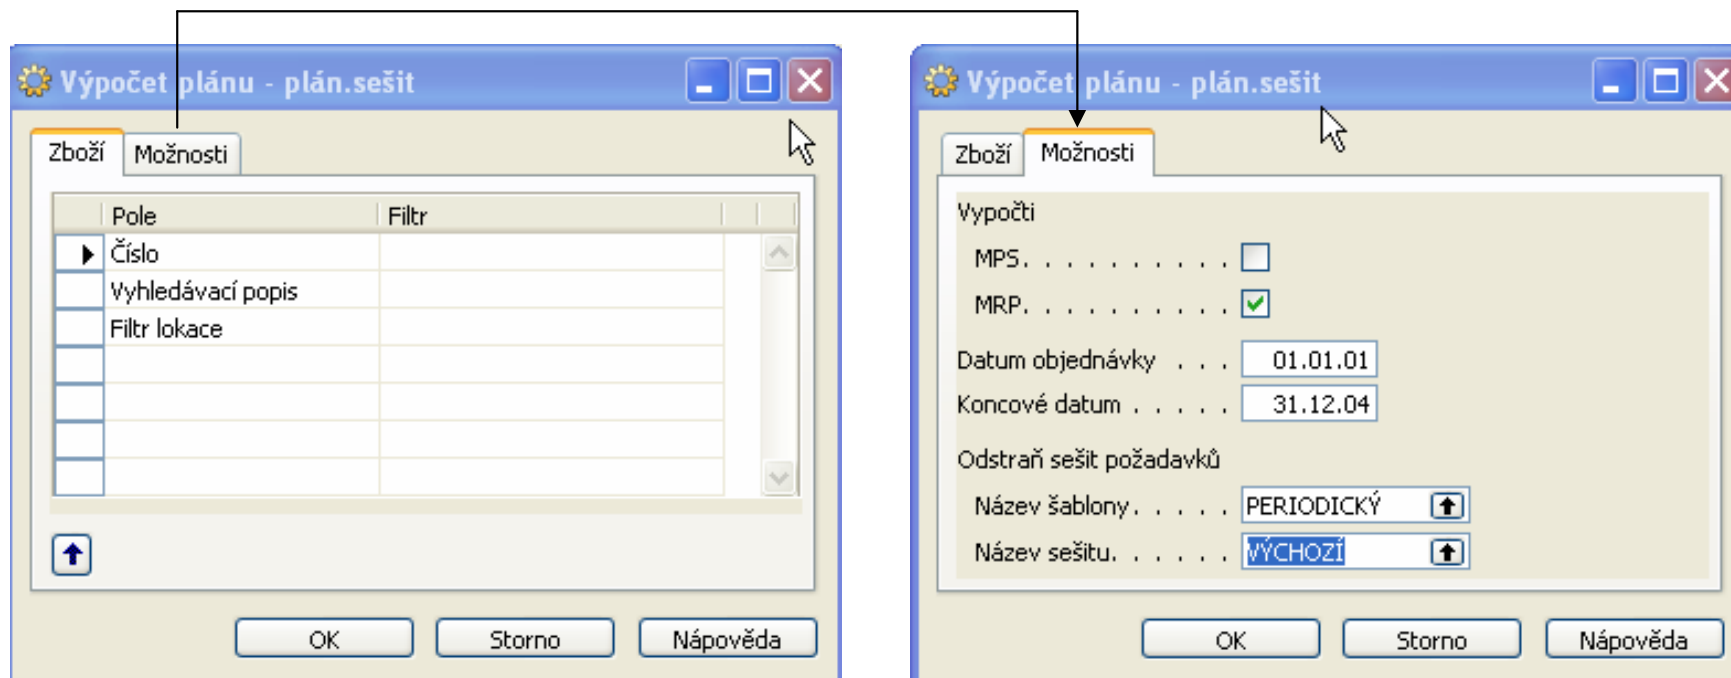 Výpočet plánu - plán.sešit
Zboží
Možnosti
Pole
Filtr
Číslo
Vyhledávací popis
Filtr lokace
OK
Storno
Nápověda
Výpočet plánu - plán.sešit
Zboží
Možnosti
Vypočti
MPS. . . . . . . . . .
MRP. . . . . . . . . .
Datum objednávky . . . 01.01.01
Koncové datum . . . . . 31.12.04
Odstraň sešit požadavků
Název šablony. . . . . PERIODICKÝ
Název sešitu. . . . . . VÝCHOZÍ
OK
Storno
Nápověda